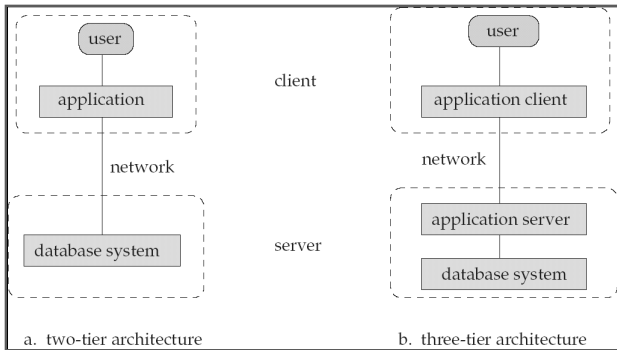 user
application
network
database system
a. two-tier architecture
client
server
user
application client
network
application server
database system
b. three-tier architecture